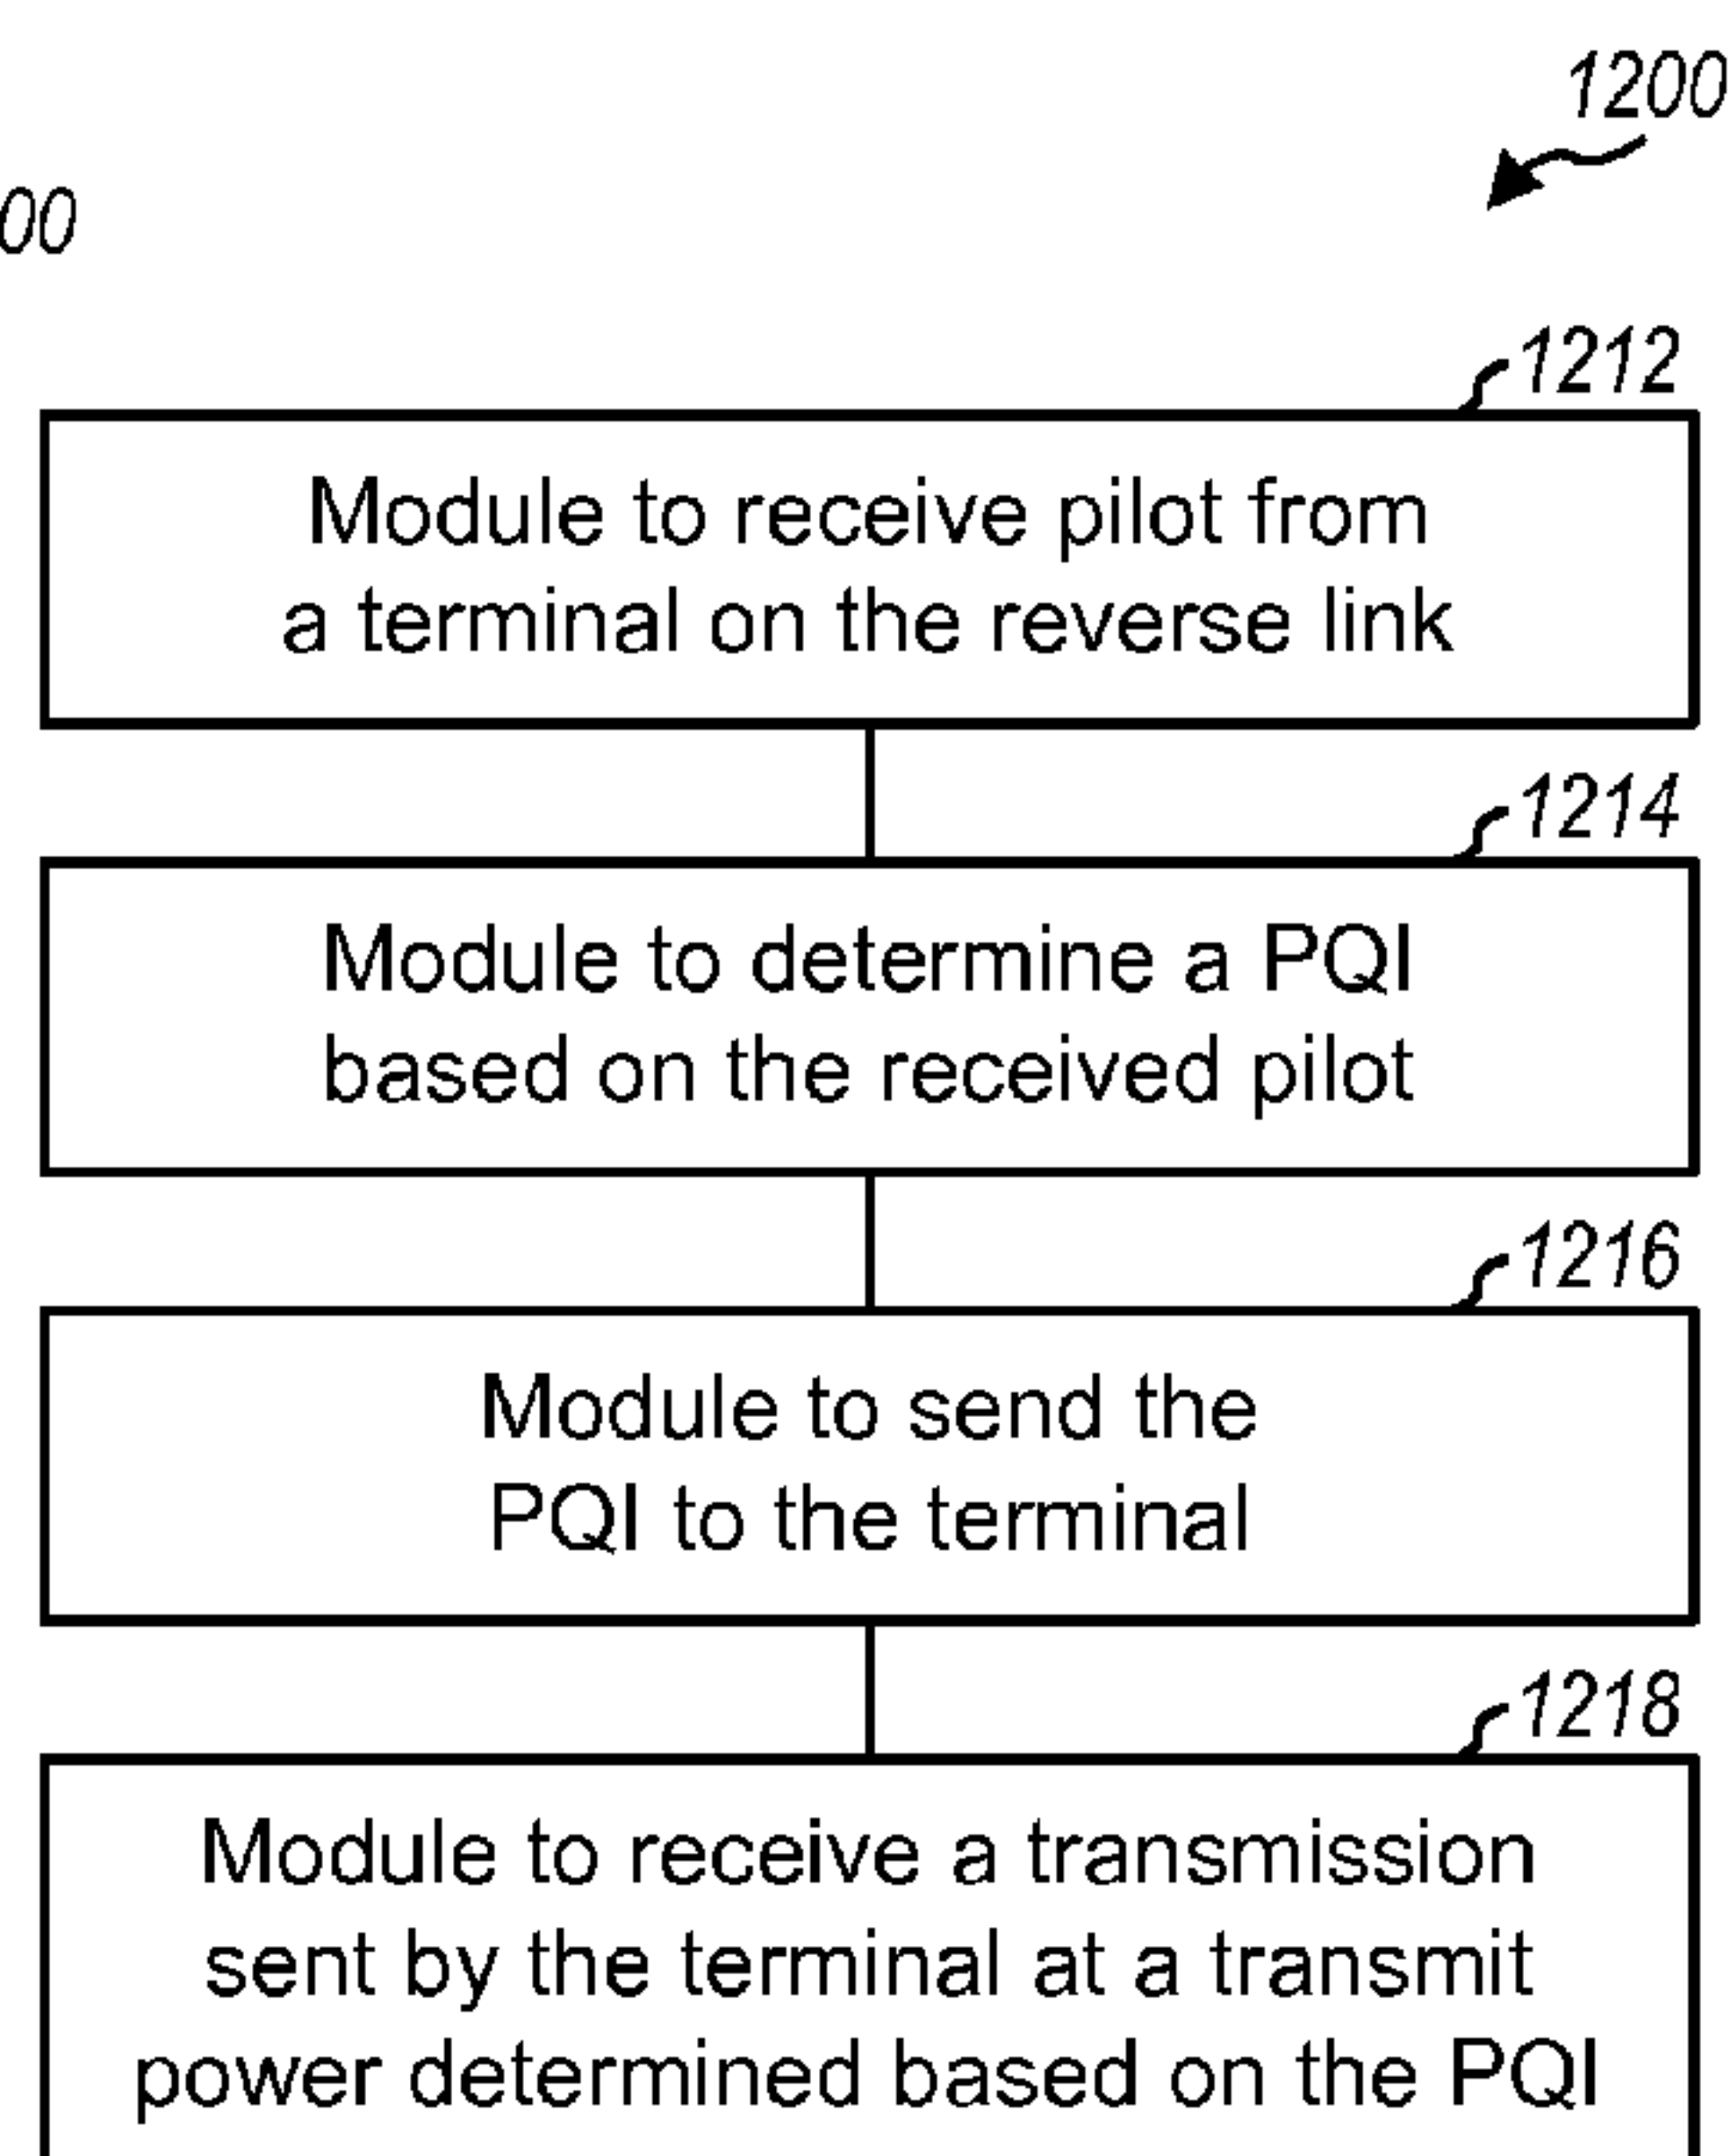 1200
00
1212
Module to receive pilot from
a terminal on the reverse link
1214
Module to determine a PQI
based on the received pilot
1216
Module to send the
PQI to the terminal
1218
Module to receive a transmission
sent by the terminal at a transmit
power determined based on the PQI